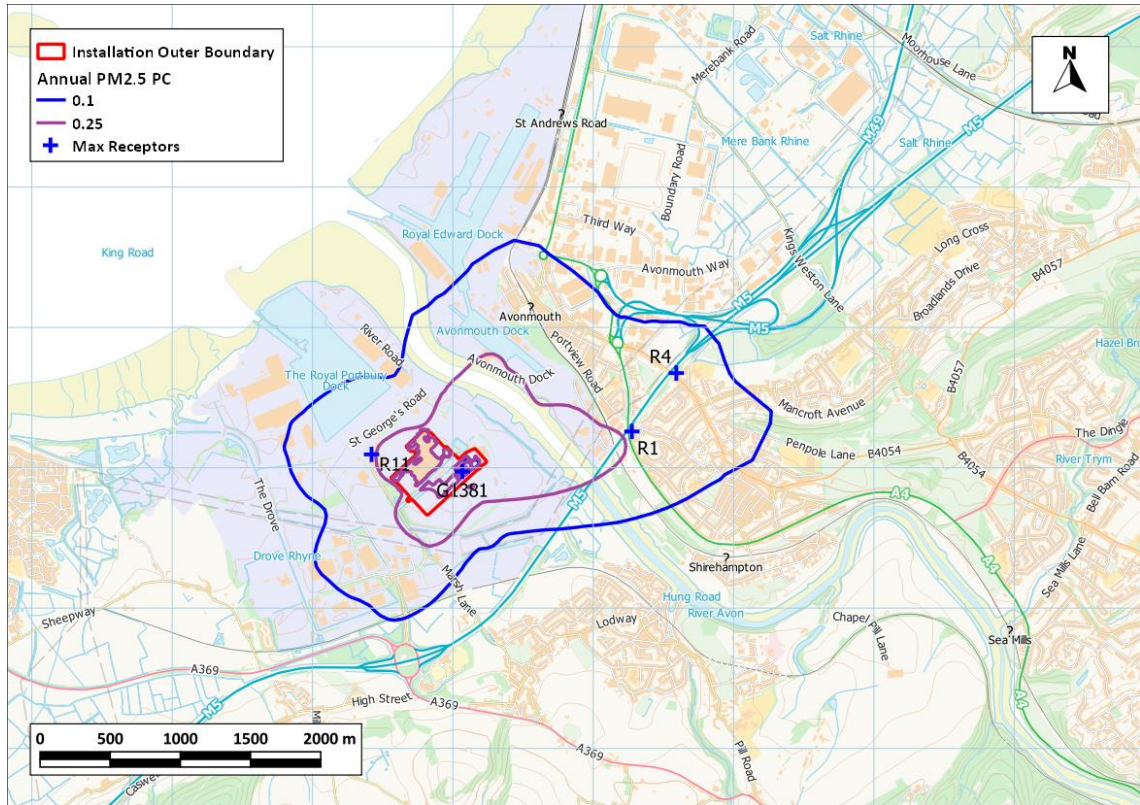 Installation Outer Boundary
Annual PM2.5 PC
0.1
0.25
Max Receptors
N
Merebank Road
Salt Rhine
Moorhouse Lane
?
St Andrews Road
Boundary Road
Mere Bank Rhine
M49
M5
Salt Rhine
King Road
Royal Edward Dock
Third Way
Avonmouth Way
Kings Weston Lane
Long Cross
Broadlands Drive
B4057
M5
M5
?
Avonmouth
Avonmouth Dock
Portview Road
River Road
The Royal Portbury
Dock
Avonmouth Dock
R4
B4057
St George's Road
Mancroft Avenue
R1
Penpole Lane
B4054
B4054
The Dingle
River Trym
Bell Barn Road
R11
G1381
The Drove
M5
A4
A4
Drove Rhyne
Marsh Lane
?
Shirehampton
Hung Road
River Avon
Sea Mills Lane
Sheepway
Lodway
Chapel Pill Lane
?
Sea Mills
A369
A4
High Street
A369
M5
A369
Pill Road
0 500 1000 1500 2000 m